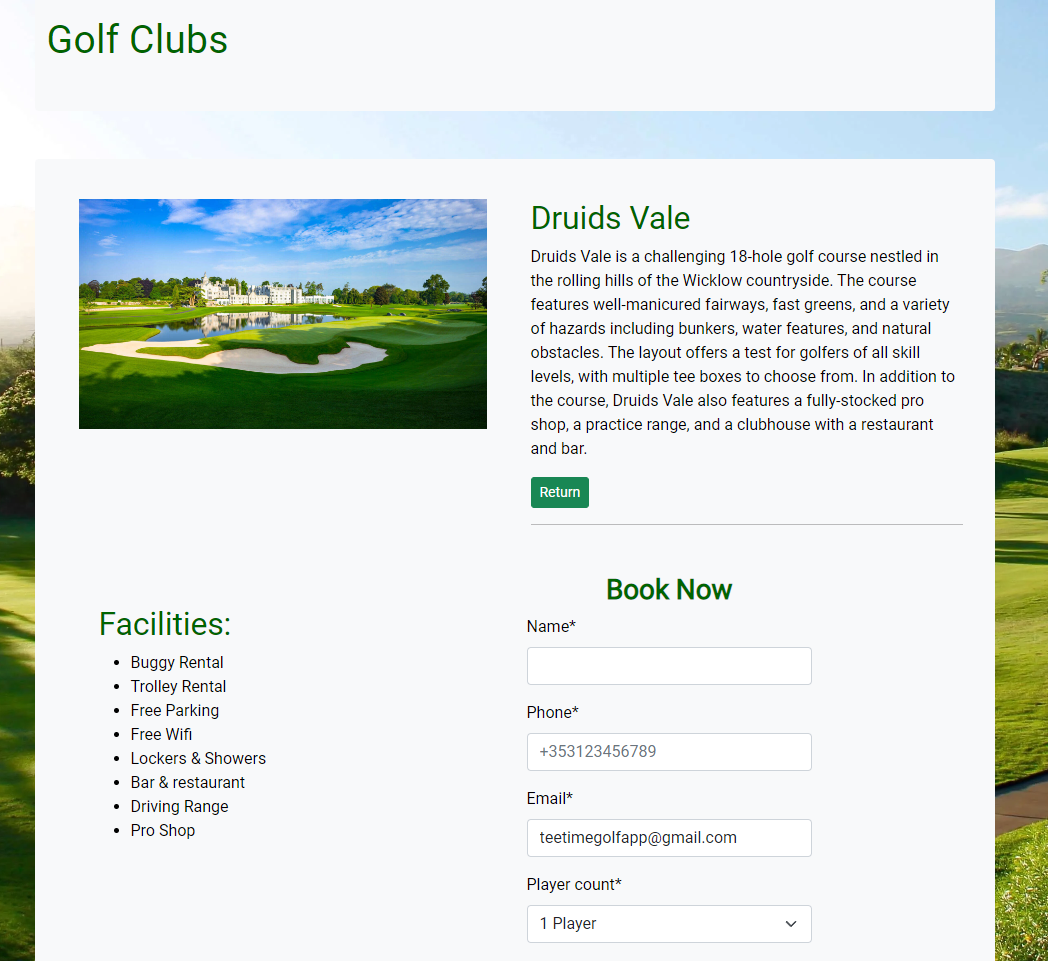 Golf Clubs
Druids Vale
Druids Vale is a challenging 18-hole golf course nestled in
the rolling hills of the Wicklow countryside. The course
features well-manicured fairways, fast greens, and a variety
of hazards including bunkers, water features, and natural
obstacles. The layout offers a test for golfers of all skill
levels, with multiple tee boxes to choose from. In addition to
the course, Druids Vale also features a fully-stocked pro
shop, a practice range, and a clubhouse with a restaurant
and bar.
Return
Facilities:
Buggy Rental
Trolley Rental
Free Parking
Free Wifi
Lockers & Showers
Bar & restaurant
Driving Range
Pro Shop
Book Now
Name*
Phone*
+353123456789
Email*
teetimegolfapp@gmail.com
Player count*
1 Player